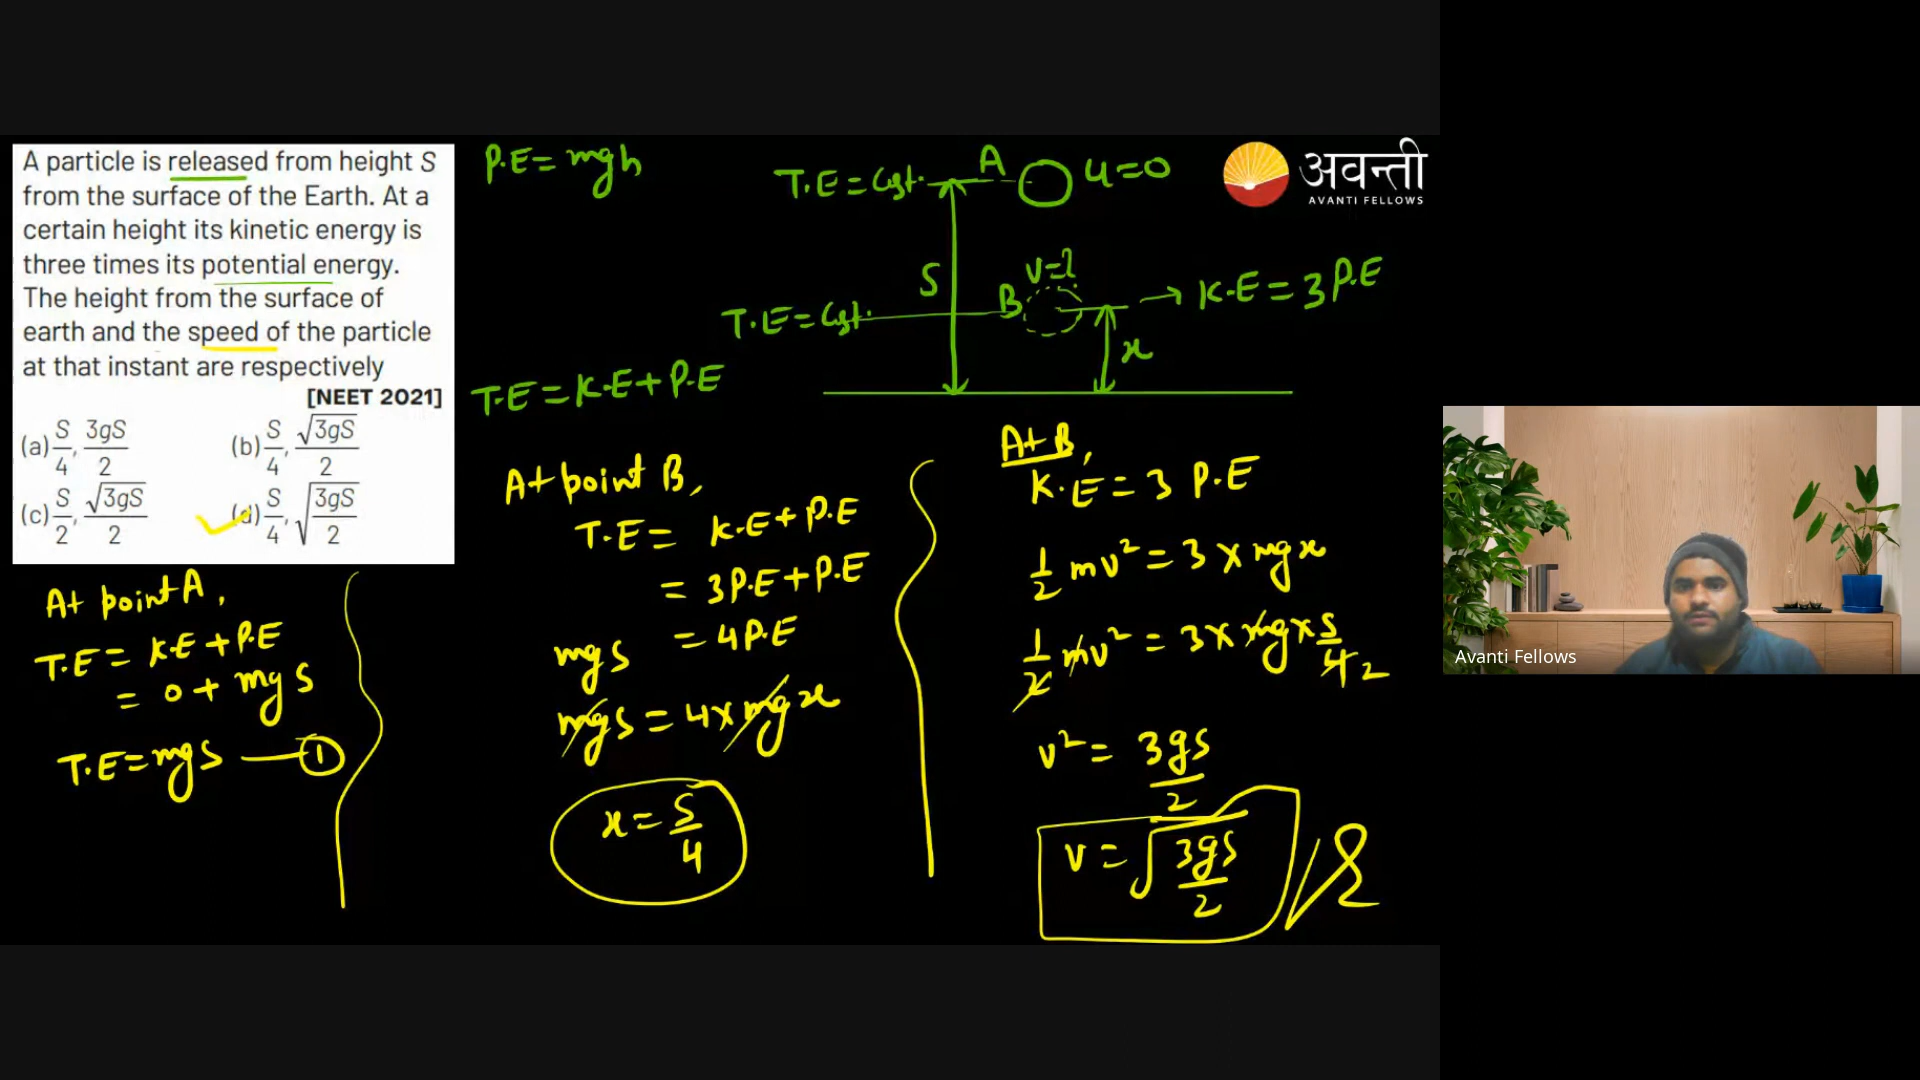 A particle is released from height S
from the surface of the Earth. At a
certain height its kinetic energy is
three times its potential energy.
The height from the surface of
earth and the speed of the particle
at that instant are respectively
[NEET 2021]
(a) S/4, 3gS/2 (b) S/4, √3gS/2
(c) S/2, √3gS/2 (d) S/4, √(3gS/2)
P.E = mgh
T.E = Cgt. A u=0
अवन्ती
AVANTI FELLOWS
S
v=?
B → K.E = 3 P.E
T.E = Cgt.
x
T.E = K.E + P.E
At point A,
T.E = K.E + P.E
= 0 + mgS
T.E = mgS — ①
At point B,
T.E = K.E + P.E
= 3P.E + P.E
mgS = 4P.E
mgS = 4 × mgx
x = S/4
At B,
K.E = 3 P.E
1/2 mv² = 3 × mgx
1/2 mv² = 3 × mg × S/4 2
v² = 3gS/2
v = √(3gS/2)
Avanti Fellows